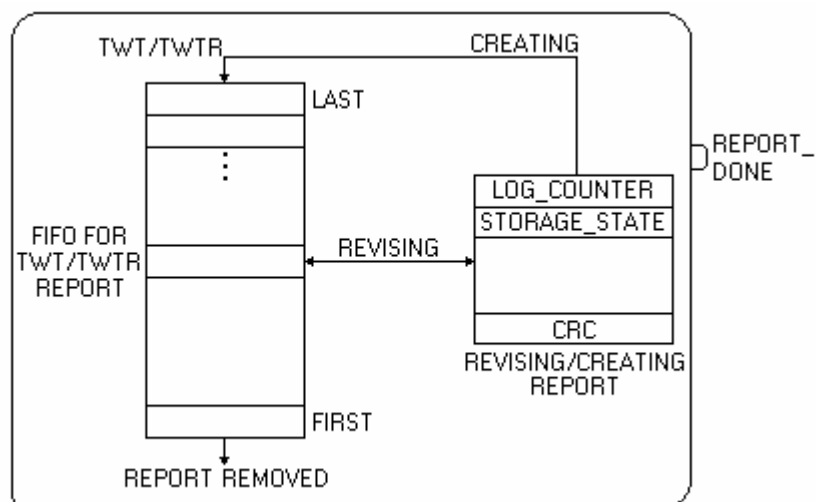 TWT/TWTR
CREATING
LAST
REPORT_
DONE
LOG_COUNTER
STORAGE_STATE
FIFO FOR
TWT/TWTR
REPORT
REVISING
CRC
REVISING/CREATING
REPORT
FIRST
REPORT REMOVED